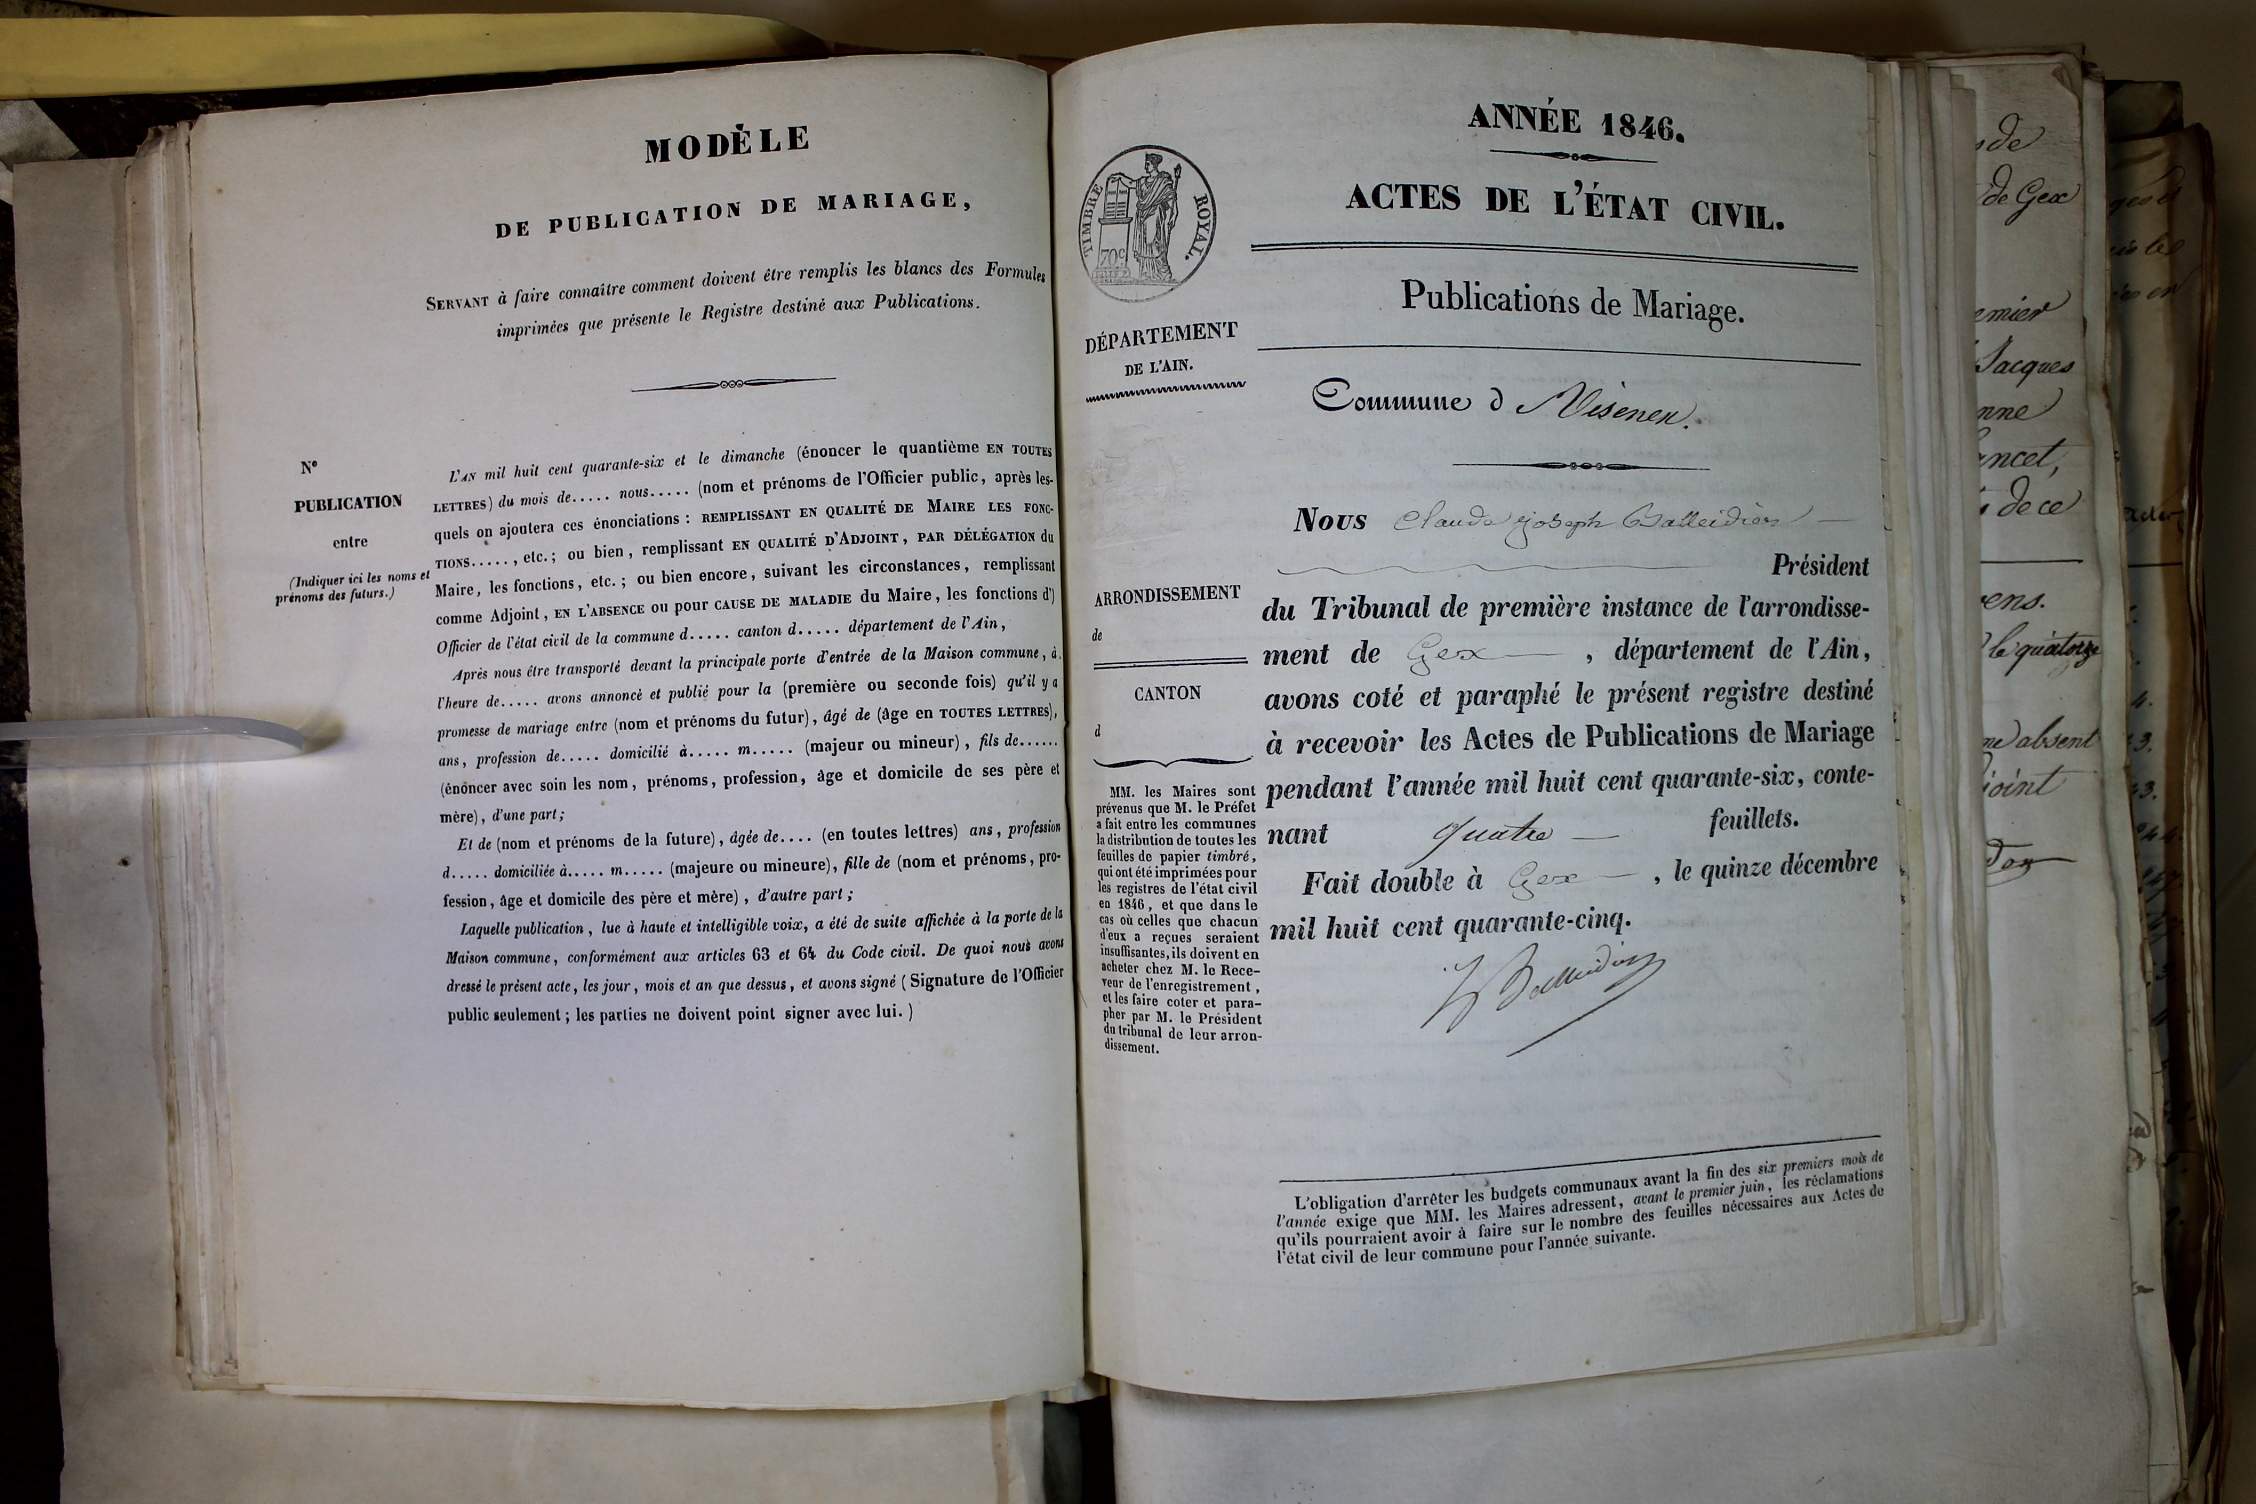 MODÈLE
DE PUBLICATION DE MARIAGE,
SERVANT à faire connaître comment doivent être remplis les blancs des Formules
imprimées que présente le Registre destiné aux Publications.
N°
PUBLICATION
entre
(Indiquer ici les noms et
prénoms des futurs.)
L'AN mil huit cent quarante-six et le dimanche (énoncer le quantième EN TOUTES
LETTRES) du mois de..... nous..... (nom et prénoms de l'Officier public, après les-
quels on ajoutera ces énonciations : REMPLISSANT EN QUALITÉ DE MAIRE LES FONC-
TIONS....., etc.; ou bien, remplissant EN QUALITÉ D'ADJOINT, PAR DÉLÉGATION du
Maire, les fonctions, etc.; ou bien encore, suivant les circonstances, remplissant
comme Adjoint, EN L'ABSENCE ou pour CAUSE DE MALADIE du Maire, les fonctions d')
Officier de l'état civil de la commune d..... canton d..... département de l'Ain,
Après nous être transporté devant la principale porte d'entrée de la Maison commune, à
l'heure de..... avons annoncé et publié pour la (première ou seconde fois) qu'il y a
promesse de mariage entre (nom et prénoms du futur), âgé de (âge en TOUTES LETTRES),
ans, profession de..... domicilié à..... m..... (majeur ou mineur), fils de......
(énoncer avec soin les nom, prénoms, profession, âge et domicile de ses père et
mère), d'une part;
Et de (nom et prénoms de la future), âgée de.... (en toutes lettres) ans, profession
d..... domiciliée à..... m..... (majeure ou mineure), fille de (nom et prénoms, pro-
fession, âge et domicile des père et mère), d'autre part;
Laquelle publication, lue à haute et intelligible voix, a été de suite affichée à la porte de la
Maison commune, conformément aux articles 63 et 64 du Code civil. De quoi nous avons
dressé le présent acte, les jour, mois et an que dessus, et avons signé (Signature de l'Officier
public seulement; les parties ne doivent point signer avec lui.)
ANNÉE 1846.
ACTES DE L'ÉTAT CIVIL.
Publications de Mariage.
TIMBRE ROYAL.
70c
DÉPARTEMENT
DE L'AIN.
ARRONDISSEMENT
de
CANTON
d
MM. les Maires sont
prévenus que M. le Préfet
a fait entre les communes
la distribution de toutes les
feuilles de papier timbré,
qui ont été imprimées pour
les registres de l'état civil
en 1846, et que dans le
cas où celles que chacun
d'eux a reçues seraient
insuffisantes, ils doivent en
acheter chez M. le Rece-
veur de l'enregistrement,
et les faire coter et para-
pher par M. le Président
du tribunal de leur arron-
dissement.
Commune d
Nous Claude Joseph Balleidier
Président
du Tribunal de première instance de l'arrondisse-
ment de Gex, département de l'Ain,
avons coté et paraphé le présent registre destiné
à recevoir les Actes de Publications de Mariage
pendant l'année mil huit cent quarante-six, conte-
nant quatre feuillets.
Fait double à Gex, le quinze décembre
mil huit cent quarante-cinq.
L'obligation d'arrêter les budgets communaux avant la fin des six premiers mois de
l'année exige que MM. les Maires adressent, avant le premier juin, les réclamations
qu'ils pourraient avoir à faire sur le nombre des feuilles nécessaires aux Actes de
l'état civil de leur commune pour l'année suivante.
de
de Gex
Jacques
de ce
le quatorze
absent